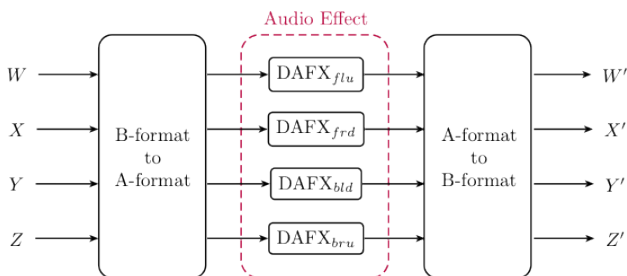 Audio Effect
W
DAFX_flu
W′
X
DAFX_frd
X′
B-format
to
A-format
A-format
to
B-format
Y
DAFX_bld
Y′
Z
DAFX_bru
Z′